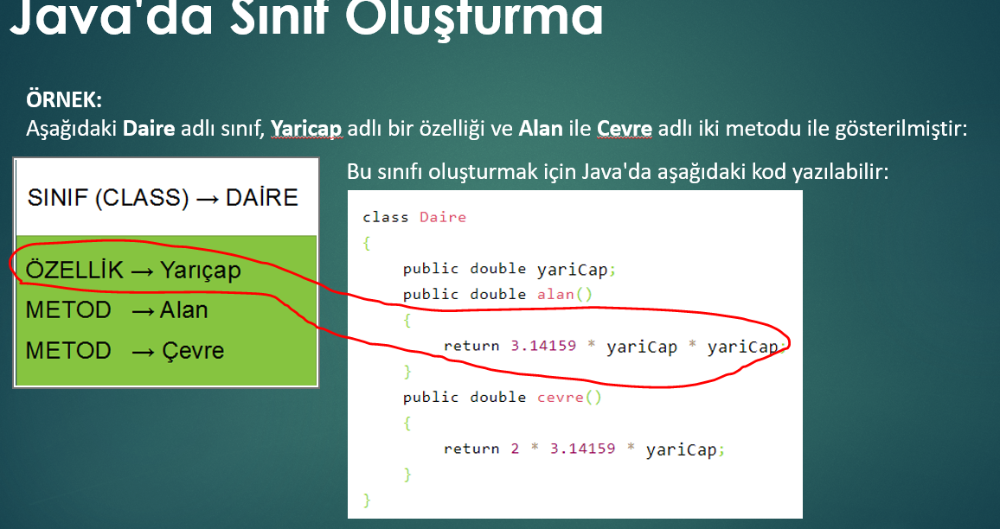 Java'da Sınıf Oluşturma
ÖRNEK:
Aşağıdaki Daire adlı sınıf, Yaricap adlı bir özelliği ve Alan ile Cevre adlı iki metodu ile gösterilmiştir:
SINIF (CLASS) → DAİRE
ÖZELLİK → Yarıçap
METOD → Alan
METOD → Çevre
Bu sınıfı oluşturmak için Java'da aşağıdaki kod yazılabilir:
class Daire
{
public double yariCap;
public double alan()
{
return 3.14159 * yariCap * yariCap;
}
public double cevre()
{
return 2 * 3.14159 * yariCap;
}
}